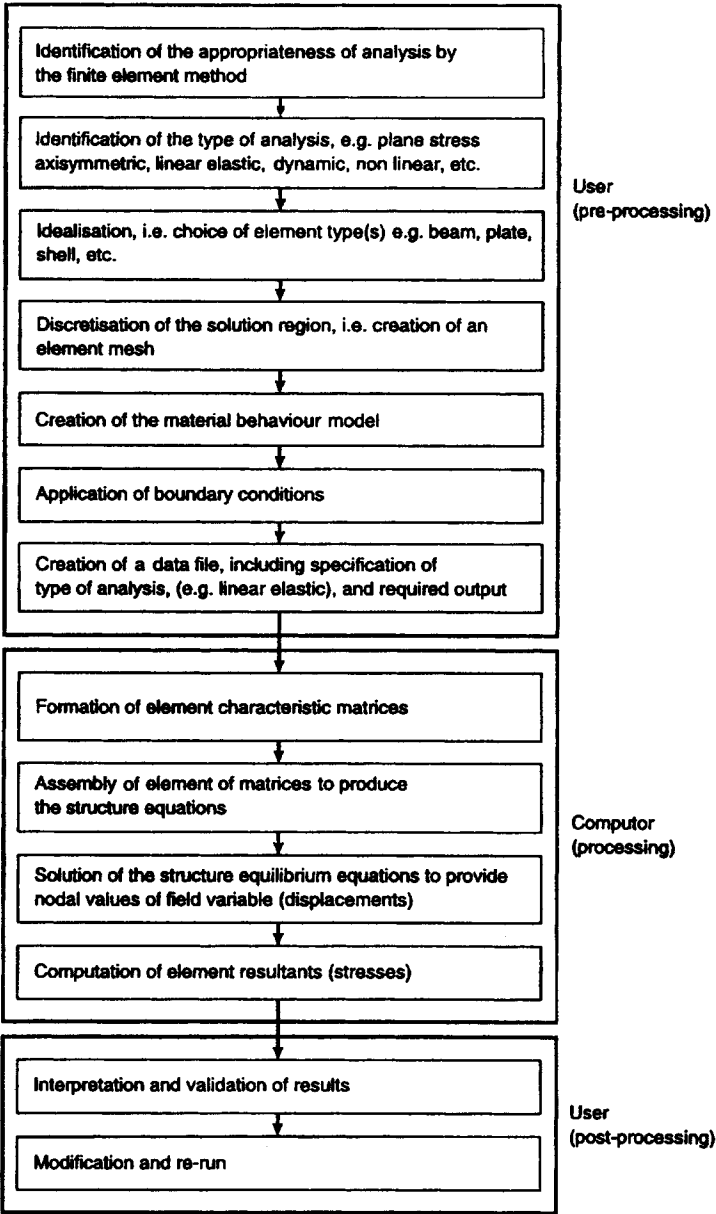 Identification of the appropriateness of analysis by
the finite element method
Identification of the type of analysis, e.g. plane stress
axisymmetric, linear elastic, dynamic, non linear, etc.
User
(pre-processing)
Idealisation, i.e. choice of element type(s) e.g. beam, plate,
shell, etc.
Discretisation of the solution region, i.e. creation of an
element mesh
Creation of the material behaviour model
Application of boundary conditions
Creation of a data file, including specification of
type of analysis, (e.g. linear elastic), and required output
Formation of element characteristic matrices
Assembly of element of matrices to produce
the structure equations
Computor
(processing)
Solution of the structure equilibrium equations to provide
nodal values of field variable (displacements)
Computation of element resultants (stresses)
Interpretation and validation of results
User
(post-processing)
Modification and re-run